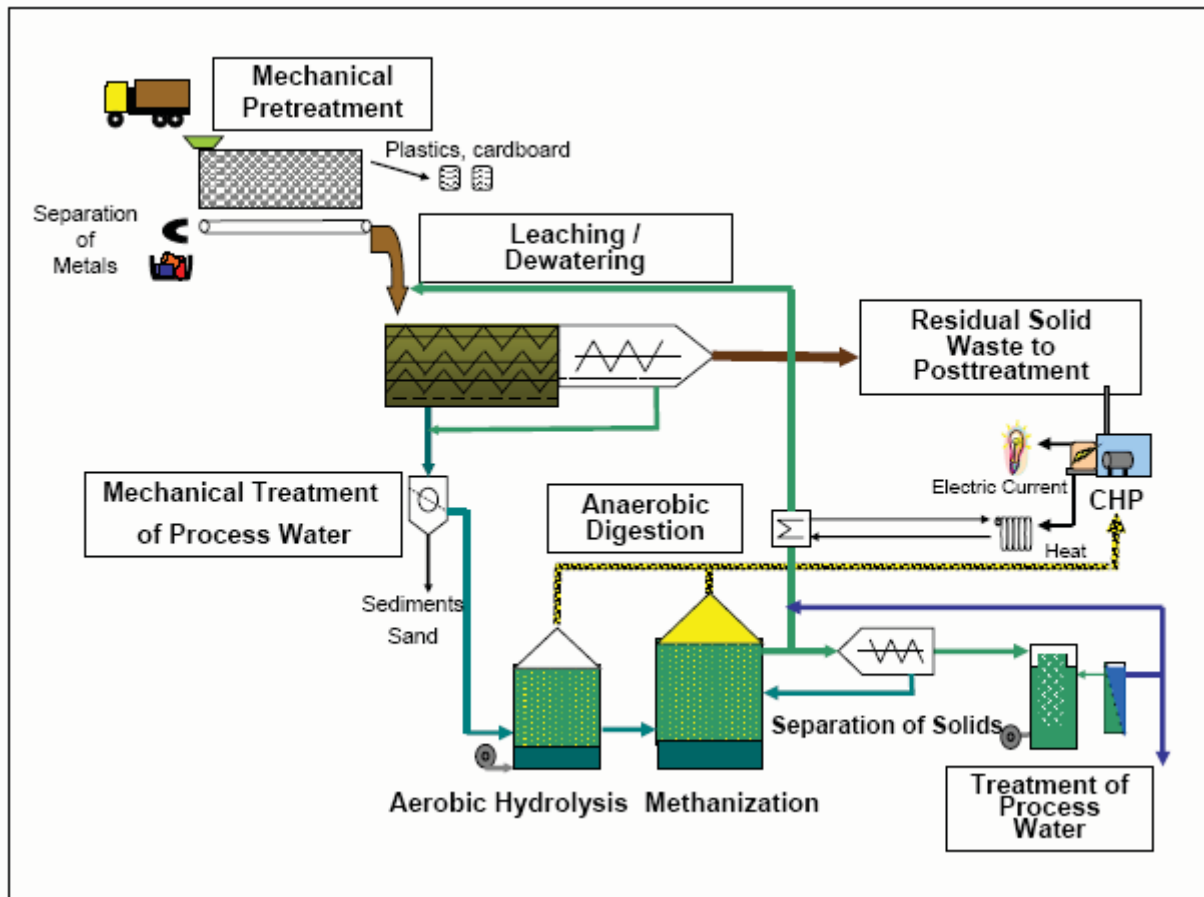 Mechanical
Pretreatment
Plastics, cardboard
Separation
of
Metals
Leaching /
Dewatering
Residual Solid
Waste to
Posttreatment
Electric Current
CHP
Heat
Mechanical Treatment
of Process Water
Anaerobic
Digestion
Σ
Sediments
Sand
Separation of Solids
Aerobic Hydrolysis
Methanization
Treatment of
Process
Water